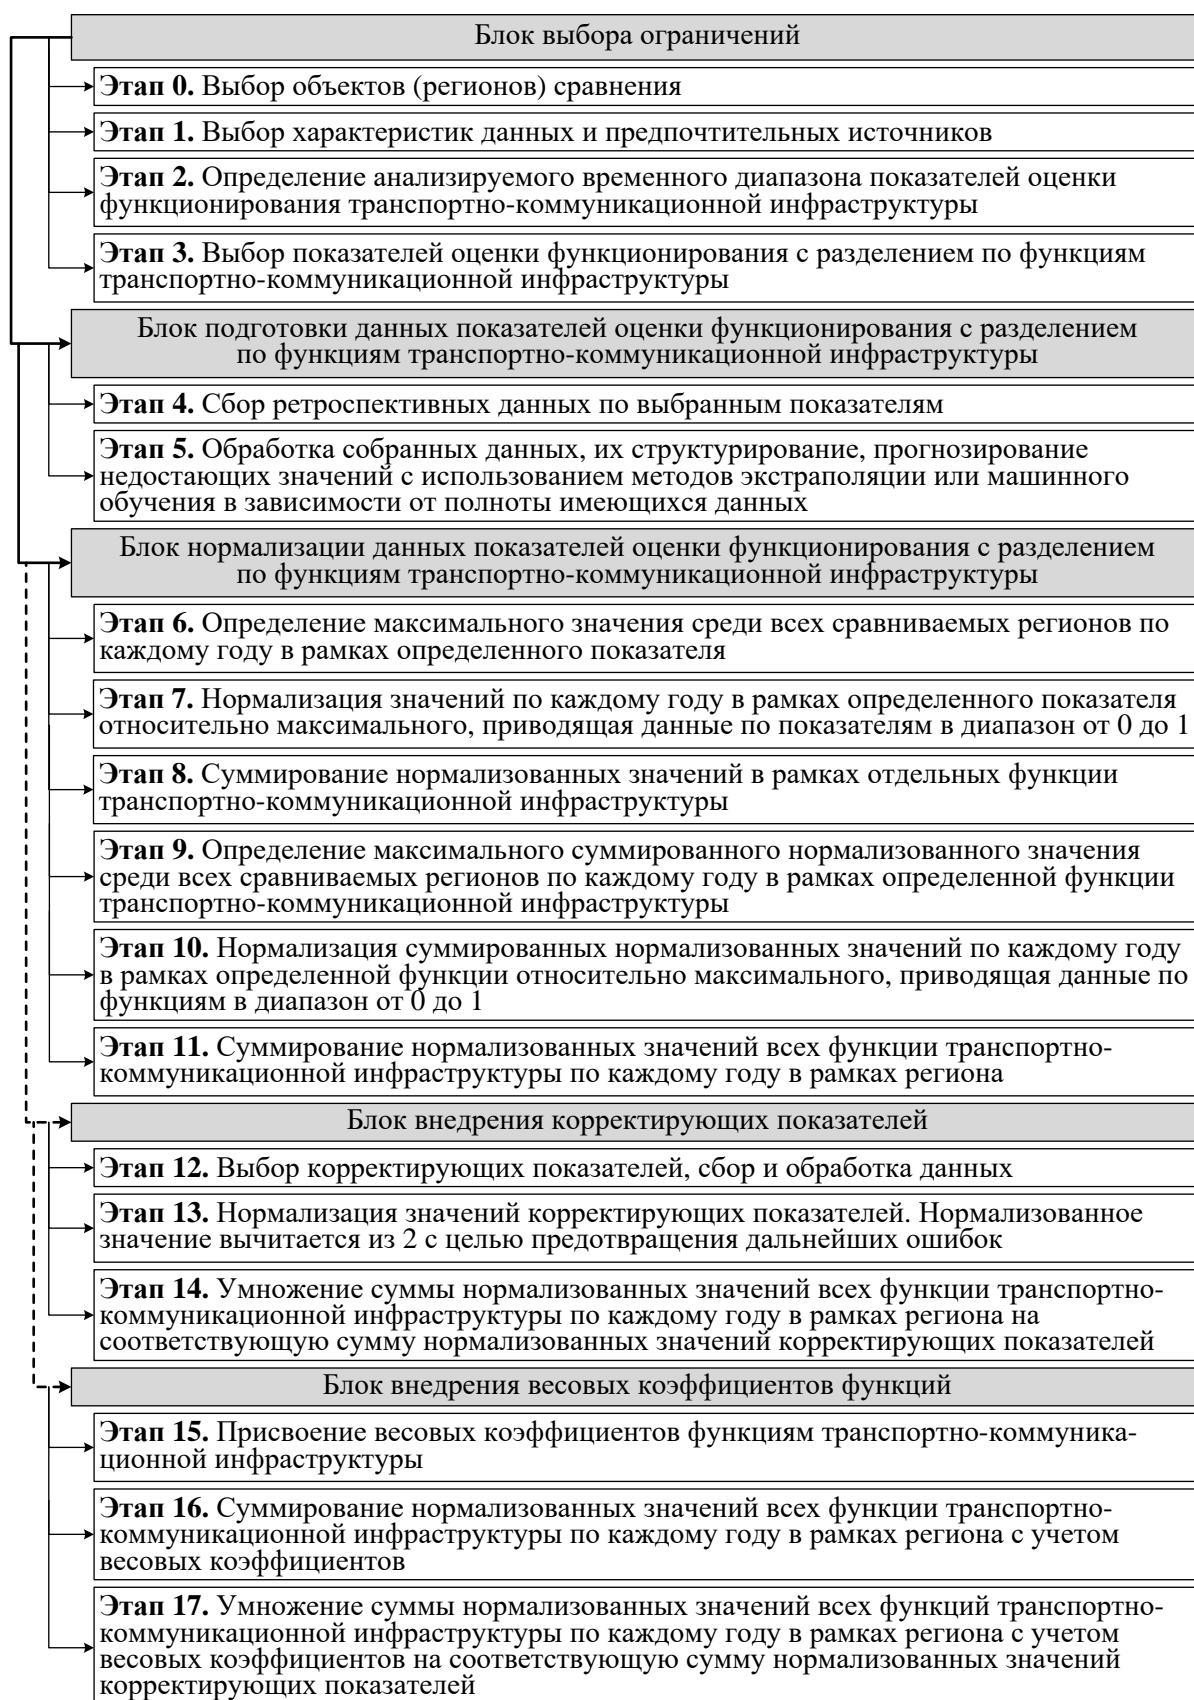 Блок выбора ограничений
Этап 0. Выбор объектов (регионов) сравнения
Этап 1. Выбор характеристик данных и предпочтительных источников
Этап 2. Определение анализируемого временного диапазона показателей оценки
функционирования транспортно-коммуникационной инфраструктуры
Этап 3. Выбор показателей оценки функционирования с разделением по функциям
транспортно-коммуникационной инфраструктуры
Блок подготовки данных показателей оценки функционирования с разделением
по функциям транспортно-коммуникационной инфраструктуры
Этап 4. Сбор ретроспективных данных по выбранным показателям
Этап 5. Обработка собранных данных, их структурирование, прогнозирование
недостающих значений с использованием методов экстраполяции или машинного
обучения в зависимости от полноты имеющихся данных
Блок нормализации данных показателей оценки функционирования с разделением
по функциям транспортно-коммуникационной инфраструктуры
Этап 6. Определение максимального значения среди всех сравниваемых регионов по
каждому году в рамках определенного показателя
Этап 7. Нормализация значений по каждому году в рамках определенного показателя
относительно максимального, приводящая данные по показателям в диапазон от 0 до 1
Этап 8. Суммирование нормализованных значений в рамках отдельных функции
транспортно-коммуникационной инфраструктуры
Этап 9. Определение максимального суммированного нормализованного значения
среди всех сравниваемых регионов по каждому году в рамках определенной функции
транспортно-коммуникационной инфраструктуры
Этап 10. Нормализация суммированных нормализованных значений по каждому году
в рамках определенной функции относительно максимального, приводящая данные по
функциям в диапазон от 0 до 1
Этап 11. Суммирование нормализованных значений всех функции транспортно-
коммуникационной инфраструктуры по каждому году в рамках региона
Блок внедрения корректирующих показателей
Этап 12. Выбор корректирующих показателей, сбор и обработка данных
Этап 13. Нормализация значений корректирующих показателей. Нормализованное
значение вычитается из 2 с целью предотвращения дальнейших ошибок
Этап 14. Умножение суммы нормализованных значений всех функции транспортно-
коммуникационной инфраструктуры по каждому году в рамках региона на
соответствующую сумму нормализованных значений корректирующих показателей
Блок внедрения весовых коэффициентов функций
Этап 15. Присвоение весовых коэффициентов функциям транспортно-коммуника-
ционной инфраструктуры
Этап 16. Суммирование нормализованных значений всех функции транспортно-
коммуникационной инфраструктуры по каждому году в рамках региона с учетом
весовых коэффициентов
Этап 17. Умножение суммы нормализованных значений всех функций транспортно-
коммуникационной инфраструктуры по каждому году в рамках региона с учетом
весовых коэффициентов на соответствующую сумму нормализованных значений
корректирующих показателей